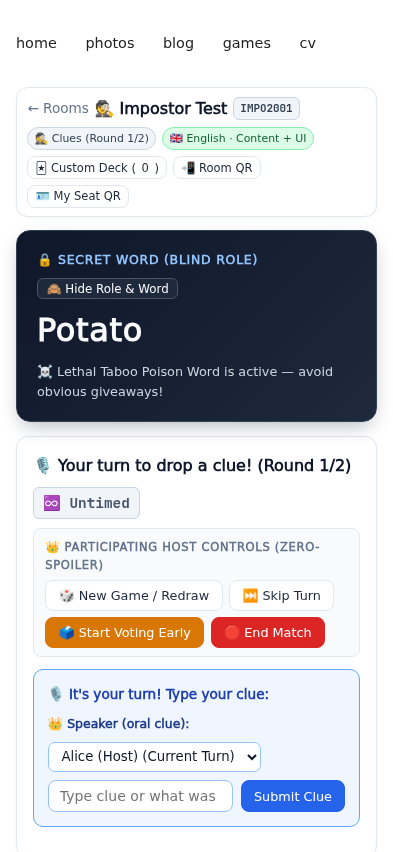 home photos blog games cv
← Rooms 🕵️ Impostor Test IMPO2001
🕵️ Clues (Round 1/2) 🇬🇧 English · Content + UI
🃏 Custom Deck ( 0 ) 📲 Room QR
🪪 My Seat QR
🔒 SECRET WORD (BLIND ROLE)
🙈 Hide Role & Word
Potato
☠️ Lethal Taboo Poison Word is active — avoid
obvious giveaways!
🎙️ Your turn to drop a clue! (Round 1/2)
♾️ Untimed
👑 PARTICIPATING HOST CONTROLS (ZERO-
SPOILER)
🎲 New Game / Redraw ⏭️ Skip Turn
🗳️ Start Voting Early 🛑 End Match
🎙️ It's your turn! Type your clue:
👑 Speaker (oral clue):
Alice (Host) (Current Turn)
Type clue or what was Submit Clue